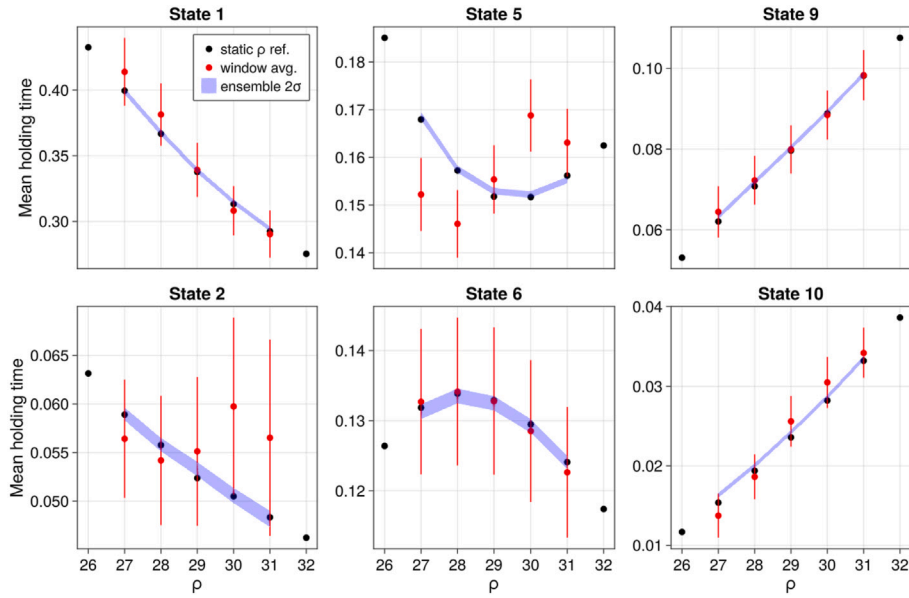 State 1
State 5
State 9
static ρ ref.
window avg.
ensemble 2σ
Mean holding time
0.40
0.35
0.30
0.18
0.17
0.16
0.15
0.14
0.10
0.08
0.06
State 2
State 6
State 10
Mean holding time
0.065
0.060
0.055
0.050
0.14
0.13
0.12
0.04
0.03
0.02
0.01
26 27 28 29 30 31 32
26 27 28 29 30 31 32
26 27 28 29 30 31 32
ρ
ρ
ρ